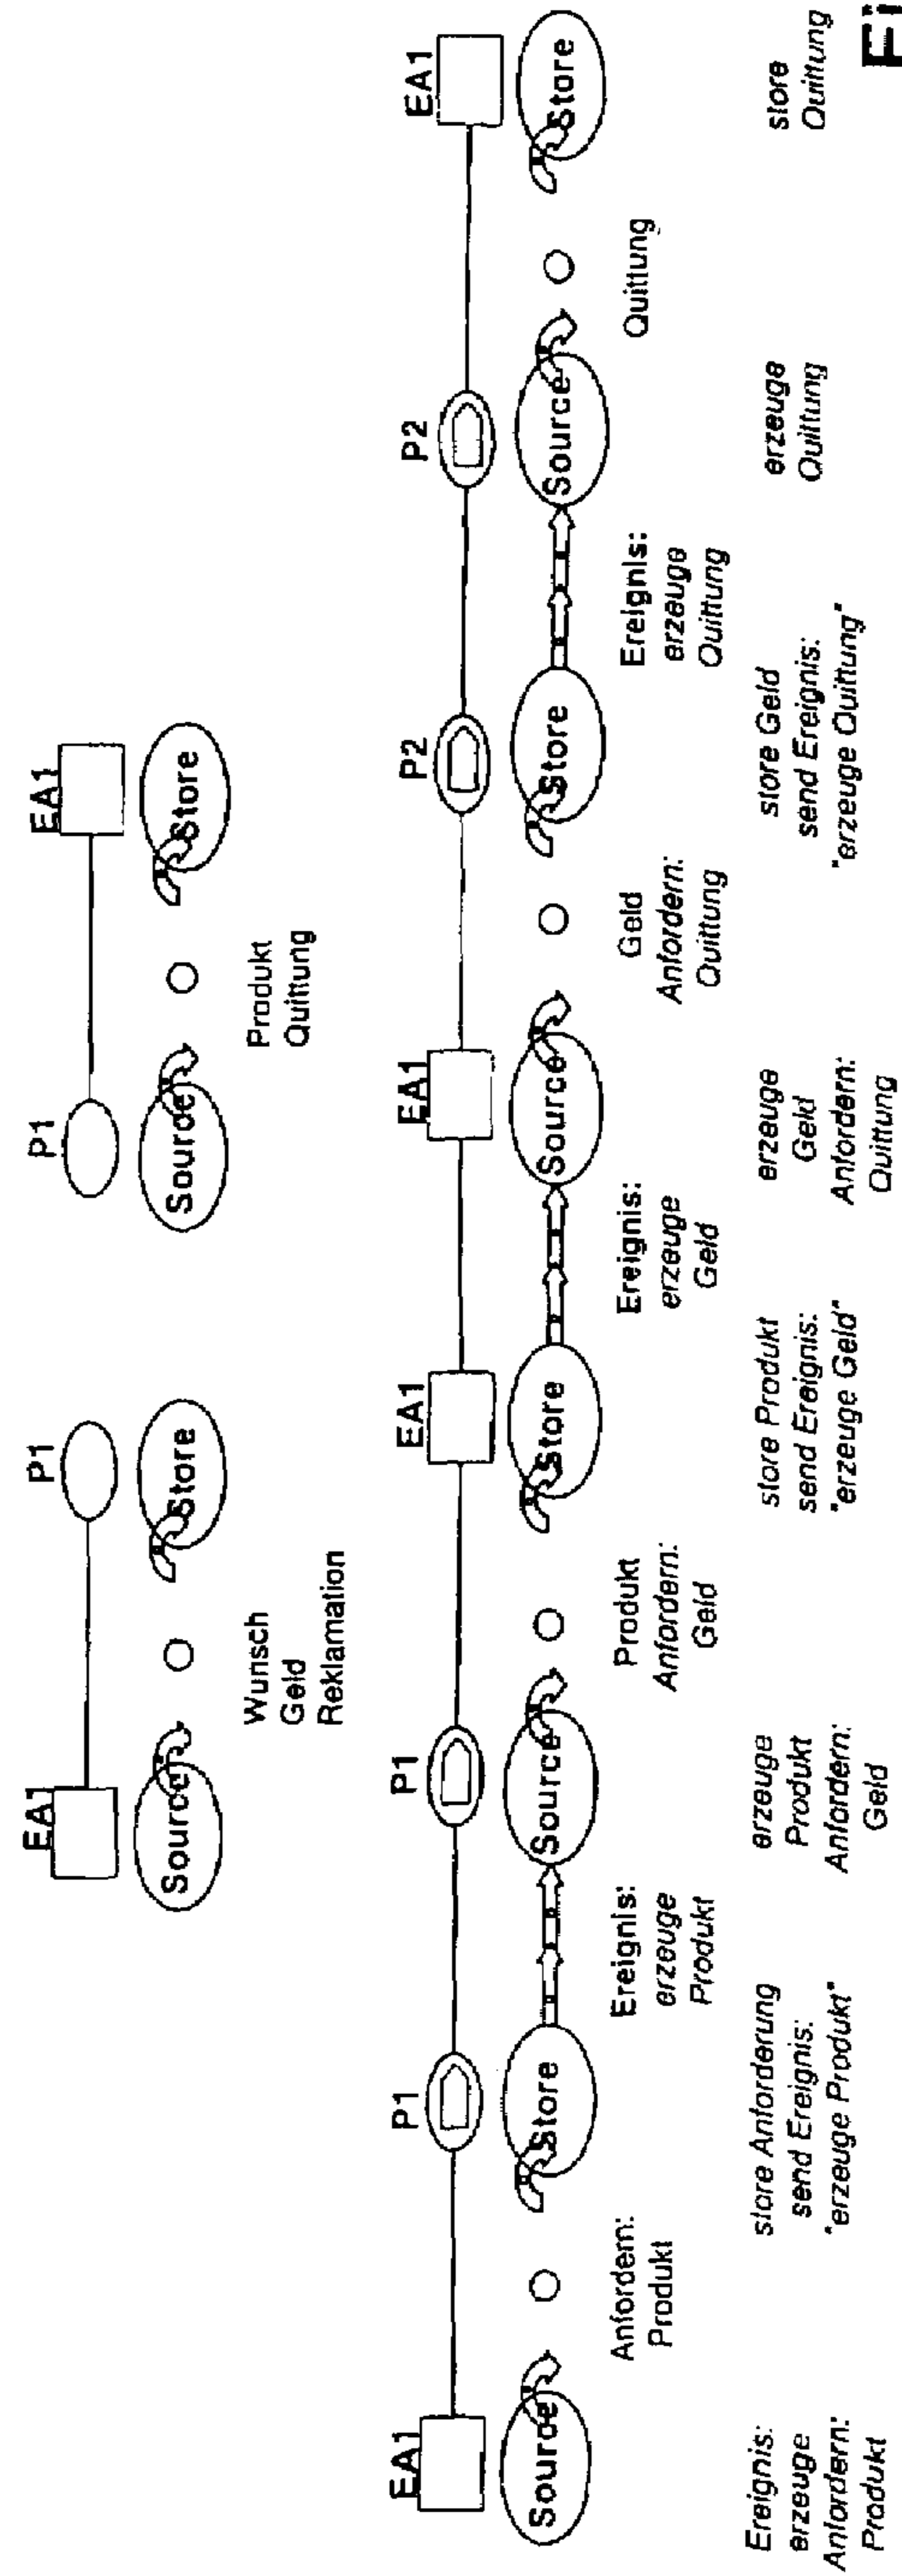 EA1
P1
Source
Store
Wunsch
Geld
Reklamation
P1
EA1
Source
Store
Produkt
Quittung
EA1
P1
P1
EA1
EA1
P2
P2
EA1
Source
Store
Source
Store
Source
Store
Source
Store
Anfordern:
Produkt
Ereignis:
erzeuge
Produkt
Produkt
Anfordern:
Geld
Ereignis:
erzeuge
Geld
Geld
Anfordern:
Quittung
Ereignis:
erzeuge
Quittung
Quittung
Ereignis:
erzeuge
Anfordern:
Produkt
store Anforderung
send Ereignis:
"erzeuge Produkt"
erzeuge
Produkt
Anfordern:
Geld
store Produkt
send Ereignis:
"erzeuge Geld"
erzeuge
Geld
Anfordern:
Quittung
store Geld
send Ereignis:
"erzeuge Quittung"
erzeuge
Quittung
store
Quittung